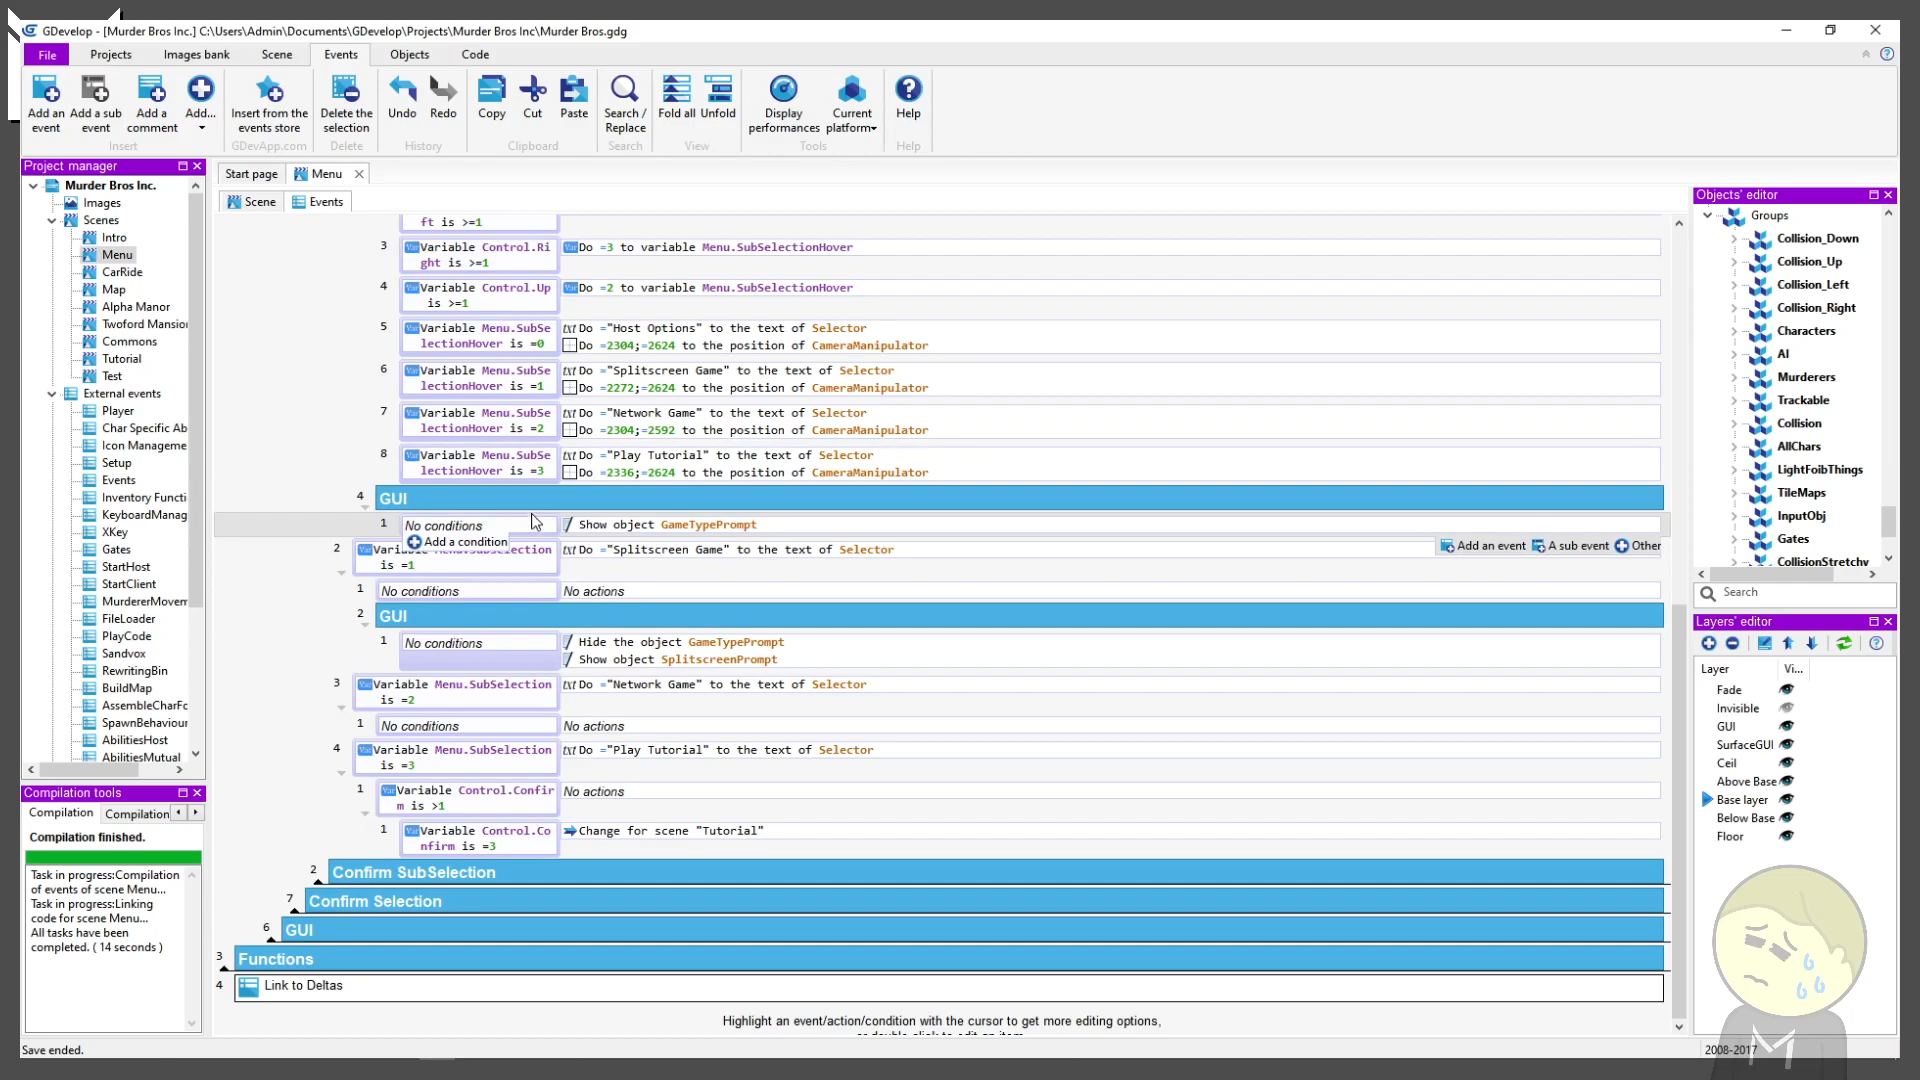 GDevelop - [Murder Bros Inc.] C:\Users\Admin\Documents\GDevelop\Projects\Murder Bros Inc\Murder Bros.gdg
File Projects Images bank Scene Events Objects Code
Add an event
Add a sub event
Add a comment
Add...
Insert from the events store
Delete the selection
Undo
Redo
Copy
Cut
Paste
Search / Replace
Fold all
Unfold
Display performances
Current platform
Help
Insert GDevApp.com Delete History Clipboard Search View Tools Help
Project manager
Murder Bros Inc.
Images
Scenes
Intro
Menu
CarRide
Map
Alpha Manor
Twoford Mansion
Commons
Tutorial
Test
External events
Player
Char Specific Ab
Icon Manageme
Setup
Events
Inventory Functi
KeyboardManag
XKey
Gates
StartHost
StartClient
MurdererMovem
FileLoader
PlayCode
Sandvox
RewritingBin
BuildMap
AssembleCharFc
SpawnBehaviour
AbilitiesHost
AbilitiesMutual
Compilation tools
Compilation Compilation
Compilation finished.
Task in progress:Compilation
of events of scene Menu...
Task in progress:Linking
code for scene Menu...
All tasks have been
completed. ( 14 seconds )
Save ended.
Start page Menu
Scene Events
ft is >=1
3 Variable Control.Ri Do =3 to variable Menu.SubSelectionHover
ght is >=1
4 Variable Control.Up Do =2 to variable Menu.SubSelectionHover
is >=1
5 Variable Menu.SubSe txt Do ="Host Options" to the text of Selector
lectionHover is =0 Do =2304;=2624 to the position of CameraManipulator
6 Variable Menu.SubSe txt Do ="Splitscreen Game" to the text of Selector
lectionHover is =1 Do =2272;=2624 to the position of CameraManipulator
7 Variable Menu.SubSe txt Do ="Network Game" to the text of Selector
lectionHover is =2 Do =2304;=2592 to the position of CameraManipulator
8 Variable Menu.SubSe txt Do ="Play Tutorial" to the text of Selector
lectionHover is =3 Do =2336;=2624 to the position of CameraManipulator
4 GUI
1 No conditions Show object GameTypePrompt
Add a condition
2 Variable Menu.SubSelection txt Do ="Splitscreen Game" to the text of Selector Add an event A sub event Other
is =1
1 No conditions No actions
2 GUI
1 No conditions Hide the object GameTypePrompt
Show object SplitscreenPrompt
3 Variable Menu.SubSelection txt Do ="Network Game" to the text of Selector
is =2
1 No conditions No actions
4 Variable Menu.SubSelection txt Do ="Play Tutorial" to the text of Selector
is =3
1 Variable Control.Confir No actions
m is >1
1 Variable Control.Co Change for scene "Tutorial"
nfirm is =3
2 Confirm SubSelection
7 Confirm Selection
6 GUI
3 Functions
4 Link to Deltas
Highlight an event/action/condition with the cursor to get more editing options,
Objects' editor
Groups
Collision_Down
Collision_Up
Collision_Left
Collision_Right
Characters
AI
Murderers
Trackable
Collision
AllChars
LightFoibThings
TileMaps
InputObj
Gates
CollisionStretchy
Search
Layers' editor
Layer Vi...
Fade
Invisible
GUI
SurfaceGUI
Ceil
Above Base
Base layer
Below Base
Floor
2008-2017